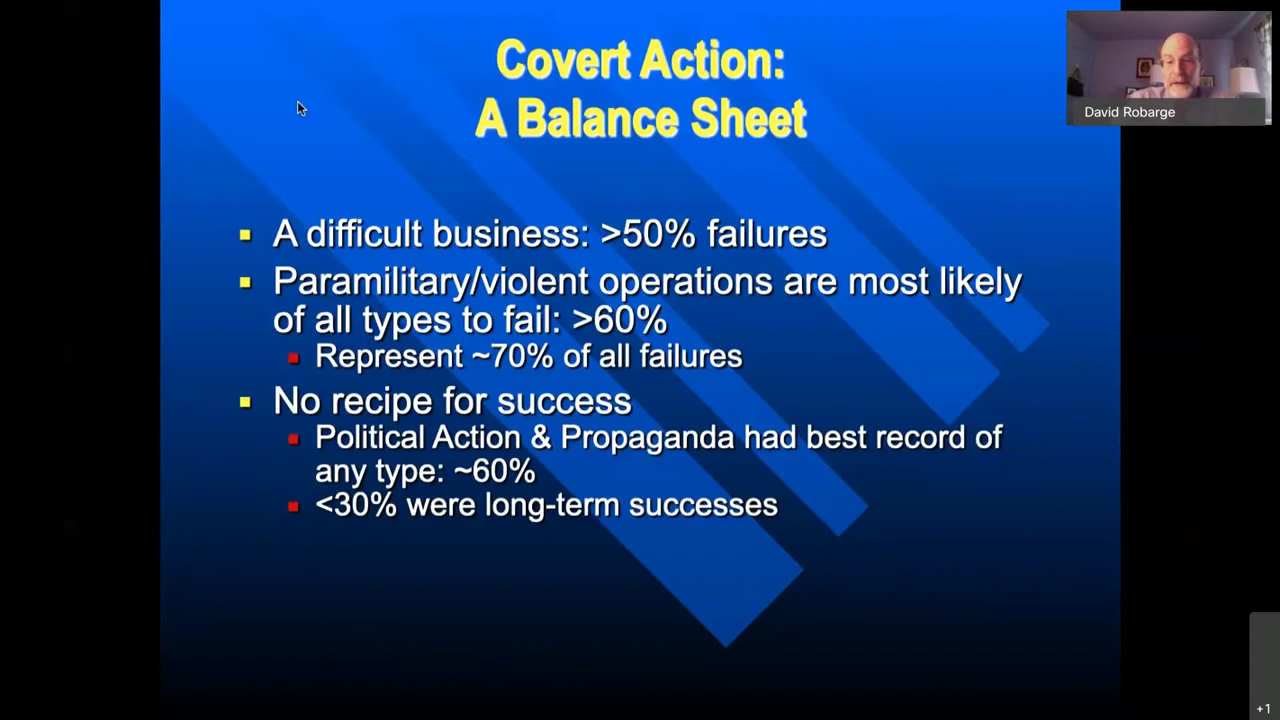 Covert Action:
A Balance Sheet
David Robarge
A difficult business: >50% failures
Paramilitary/violent operations are most likely
of all types to fail: >60%
Represent ~70% of all failures
No recipe for success
Political Action & Propaganda had best record of
any type: ~60%
<30% were long-term successes
+1